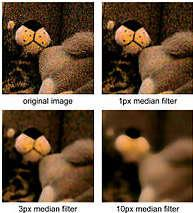 original image
1px median filter
3px median filter
10px median filter